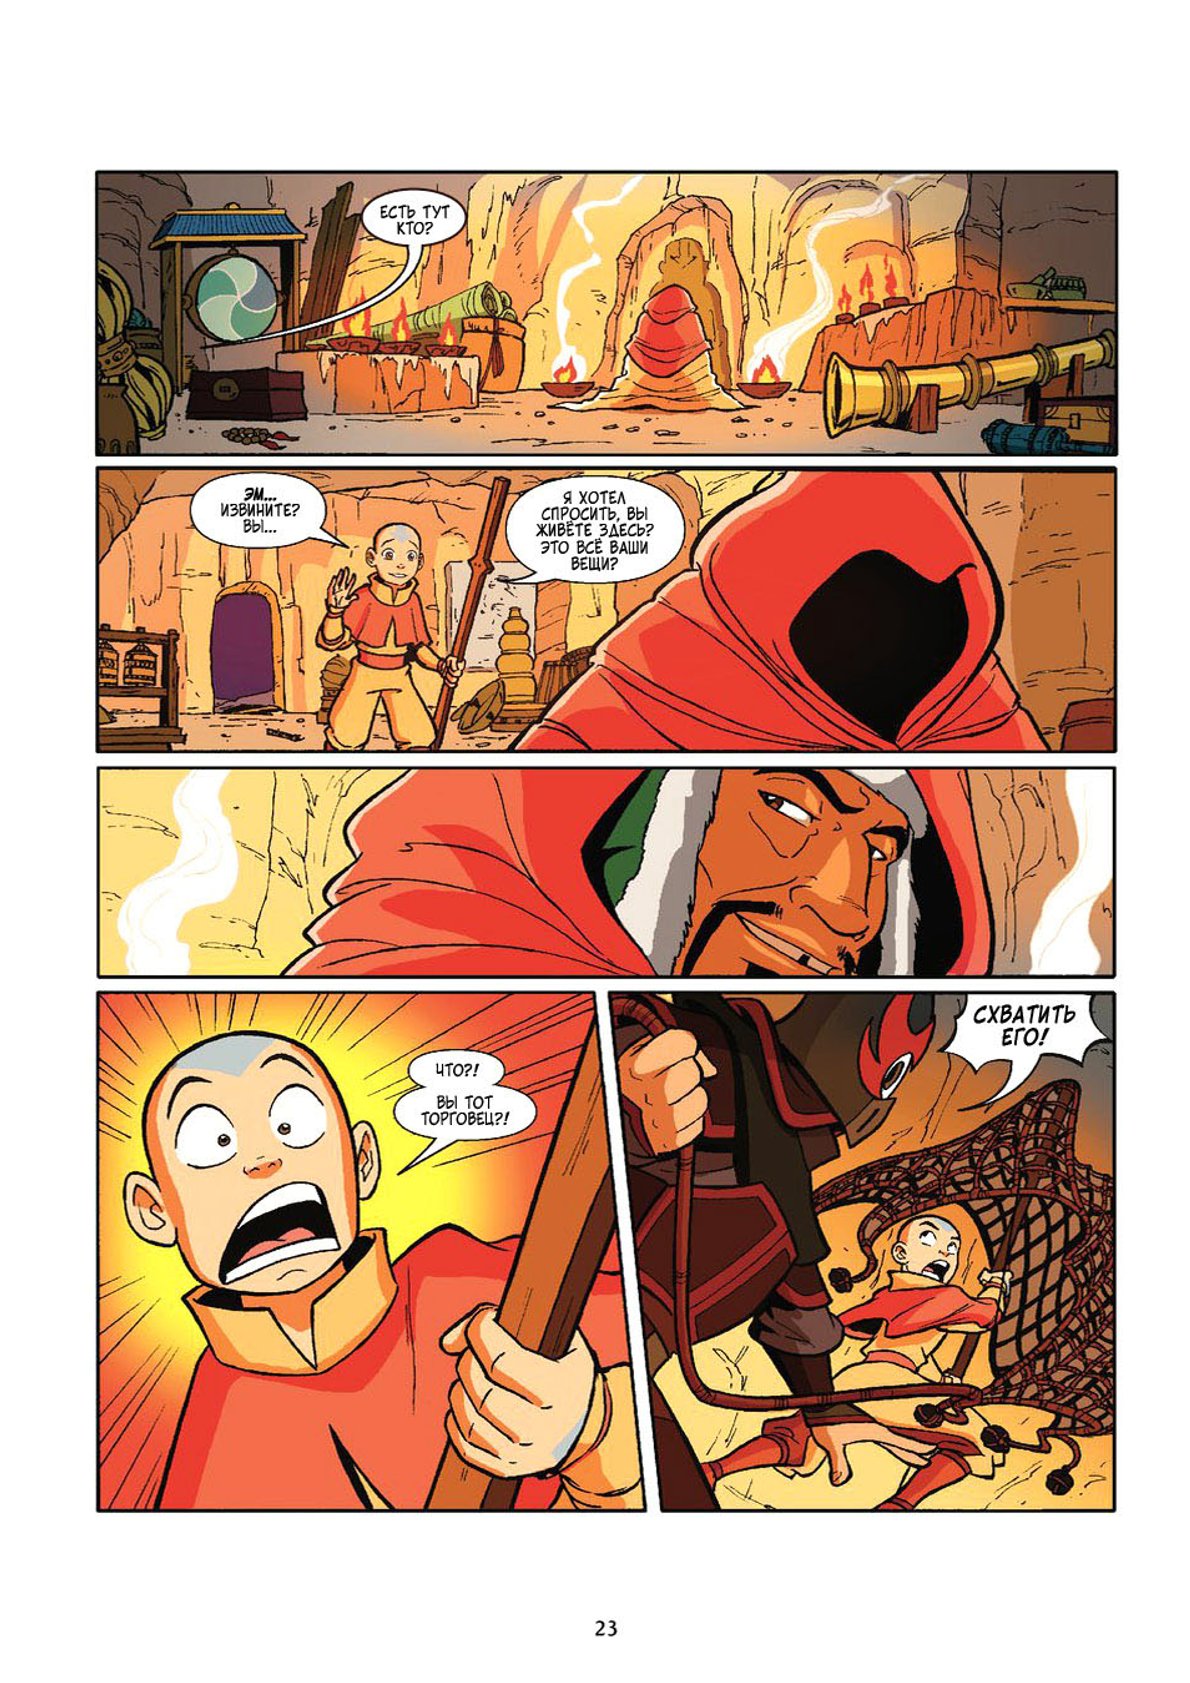 ЕСТЬ ТУТ
КТО?
ЭМ...
ИЗВИНИТЕ?
ВЫ...
Я ХОТЕЛ
СПРОСИТЬ, ВЫ
ЖИВЁТЕ ЗДЕСЬ?
ЭТО ВСЁ ВАШИ
ВЕЩИ?
ЧТО?!
ВЫ ТОТ
ТОРГОВЕЦ?!
СХВАТИТЬ
ЕГО!
23